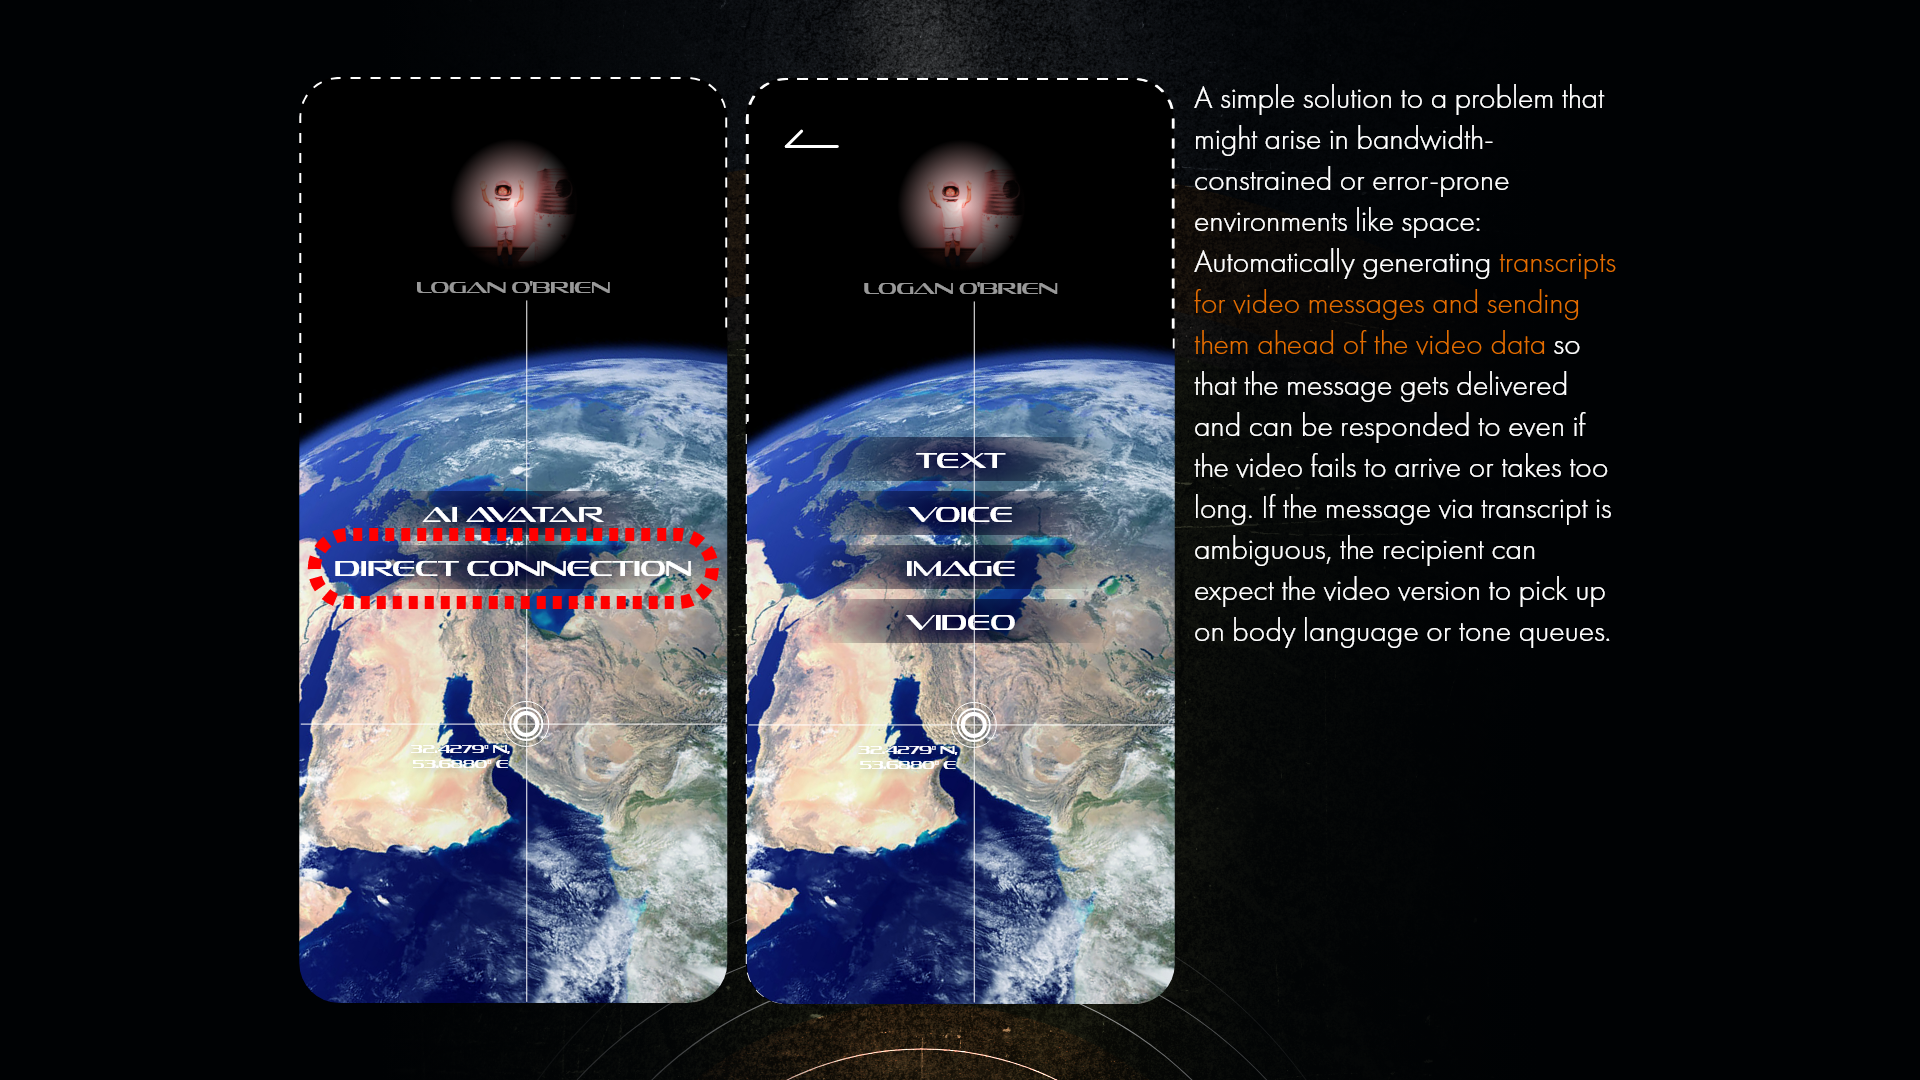 LOGAN O'BRIEN
AI AVATAR
DIRECT CONNECTION
32.4279° N,
53.6880° E
LOGAN O'BRIEN
TEXT
VOICE
IMAGE
VIDEO
32.4279° N,
53.6880° E
A simple solution to a problem that
might arise in bandwidth-
constrained or error-prone
environments like space:
Automatically generating transcripts
for video messages and sending
them ahead of the video data so
that the message gets delivered
and can be responded to even if
the video fails to arrive or takes too
long. If the message via transcript is
ambiguous, the recipient can
expect the video version to pick up
on body language or tone queues.